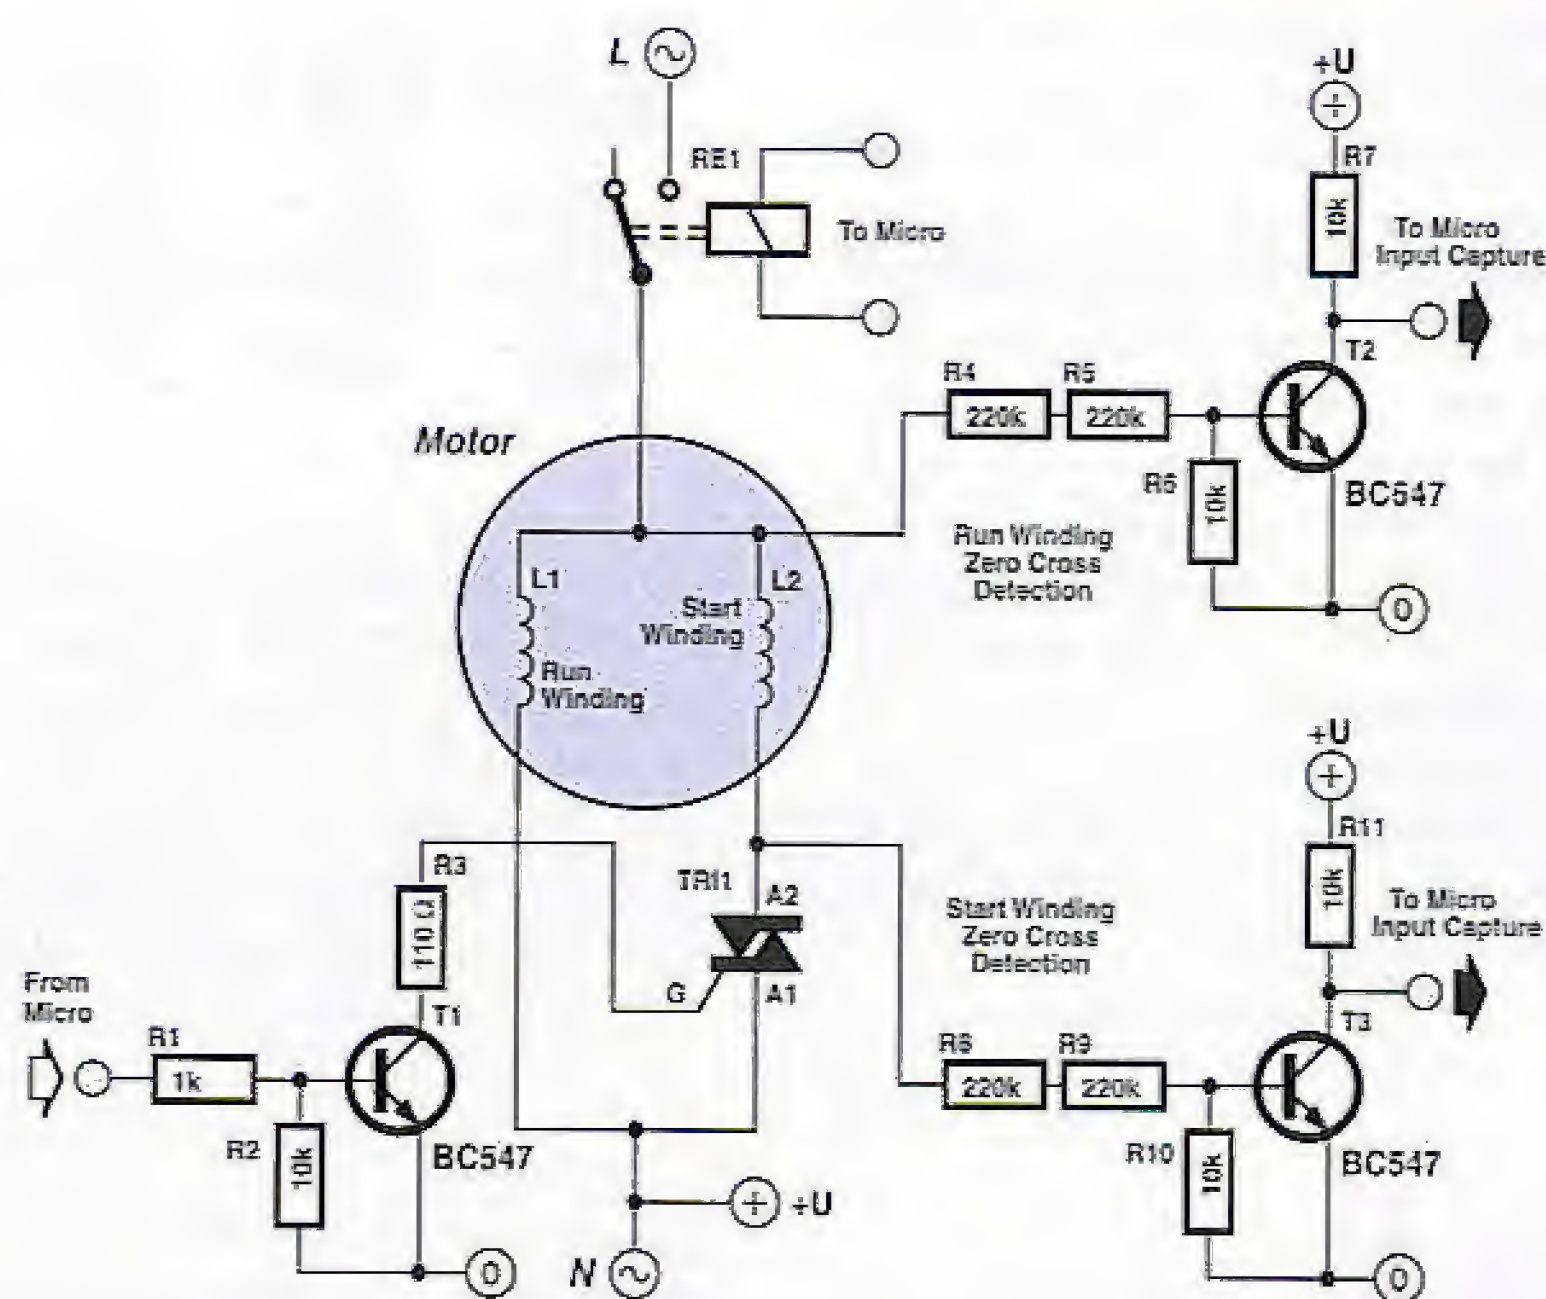 L
RE1
To Micro
+U
R7
10k
To Micro
Input Capture
T2
R4
220k
R5
220k
R6
10k
BC547
Run Winding
Zero Cross
Detection
0
Motor
L1
Run
Winding
L2
Start
Winding
+U
R11
10k
To Micro
Input Capture
T3
Start Winding
Zero Cross
Detection
R8
220k
R9
220k
R10
10k
BC547
0
R3
110 Ω
TRI1
A2
G
A1
From
Micro
R1
1k
T1
R2
10k
BC547
0
+U
N